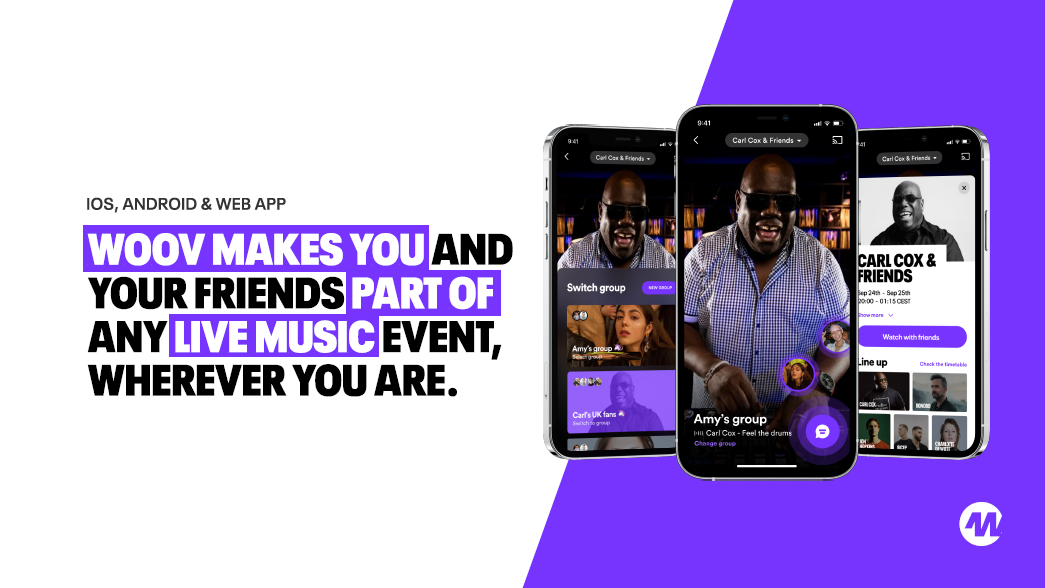 IOS, ANDROID & WEB APP
WOOV MAKES YOU AND
YOUR FRIENDS PART OF
ANY LIVE MUSIC EVENT,
WHEREVER YOU ARE.
9:41
Carl Cox & Friends
Switch group
NEW GROUP
Amy's group
Select group
Carl's UK fans
Switch to group
9:41
Carl Cox & Friends
Amy's group
Carl Cox - Feel the drums
Change group
:41
Carl Cox & Friends
CARL COX &
FRIENDS
Sep 24th - Sep 25th
20:00 - 01:15 CEST
Show more
Watch with friends
Line up
Check the timetable
CARL COX
BONOBO
HOPKINS
BICEP
CHARLOTTE
DE WITTE